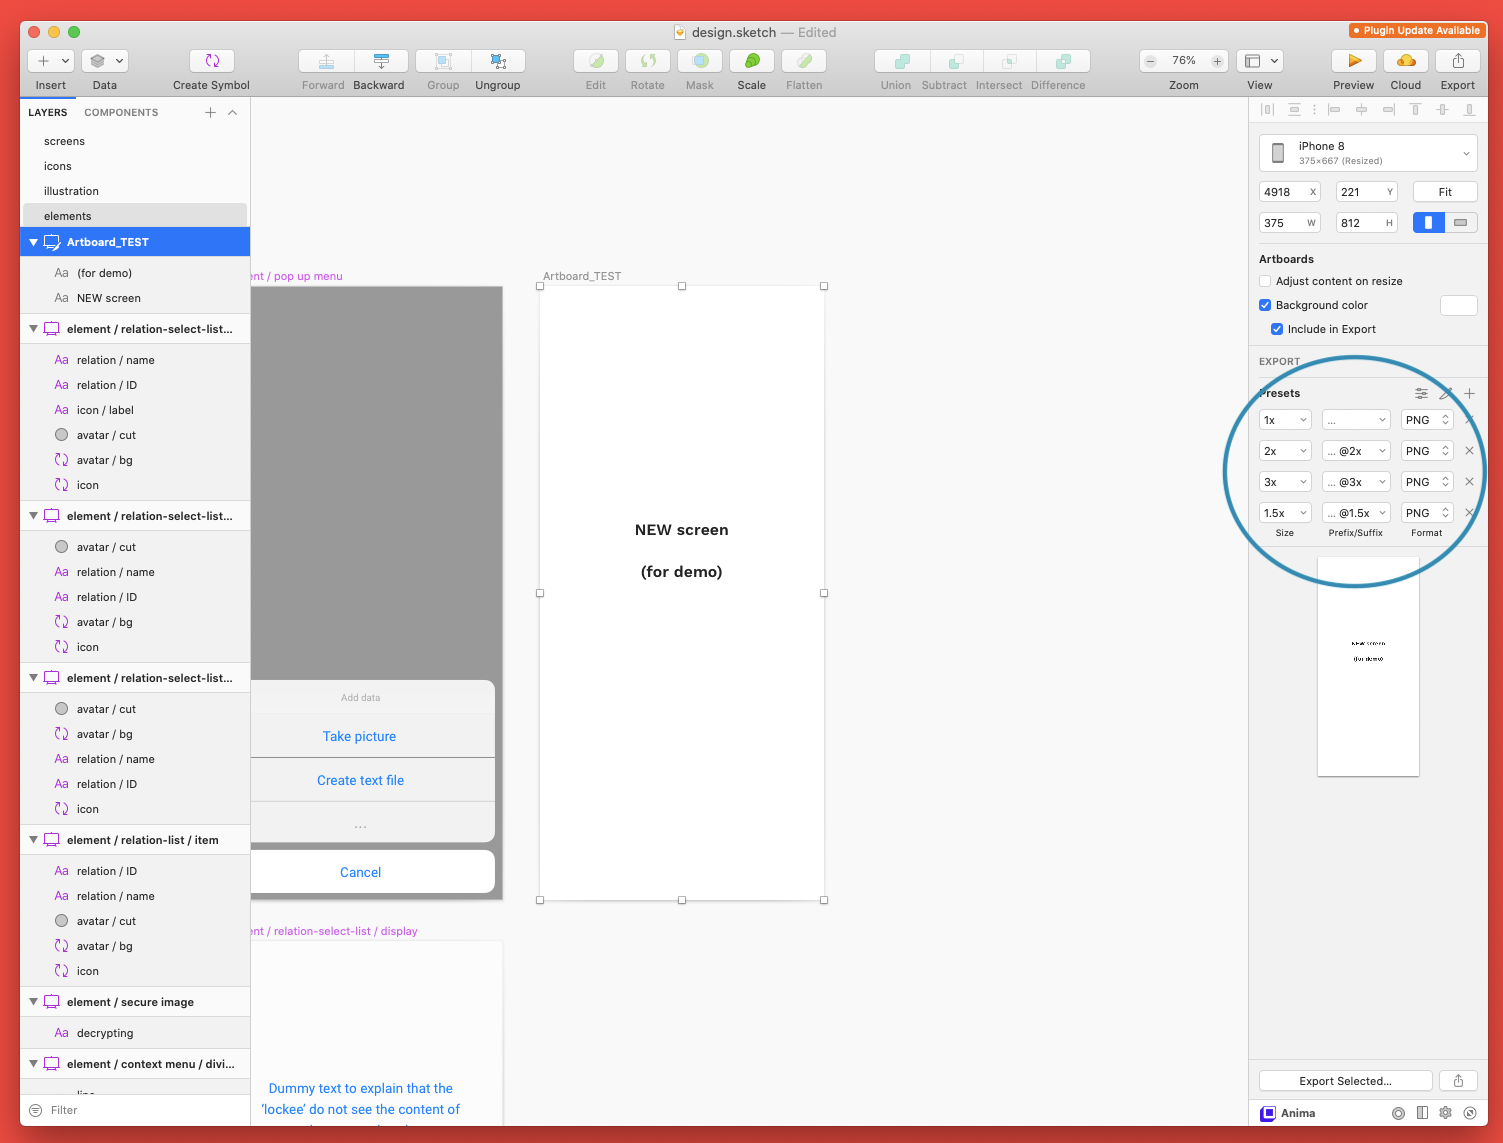 design.sketch — Edited
Plugin Update Available
Insert
Data
Create Symbol
Forward
Backward
Group
Ungroup
Edit
Rotate
Mask
Scale
Flatten
Union
Subtract
Intersect
Difference
76%
Zoom
View
Preview
Cloud
Export
LAYERS
COMPONENTS
screens
icons
illustration
elements
Artboard_TEST
Aa (for demo)
Aa NEW screen
element / relation-select-list...
Aa relation / name
Aa relation / ID
Aa icon / label
avatar / cut
avatar / bg
icon
element / relation-select-list...
avatar / cut
Aa relation / name
Aa relation / ID
avatar / bg
icon
element / relation-select-list...
avatar / cut
avatar / bg
Aa relation / name
Aa relation / ID
icon
element / relation-list / item
Aa relation / ID
Aa relation / name
avatar / cut
avatar / bg
icon
element / secure image
Aa decrypting
element / context menu / divi...
Filter
ent / pop up menu
Add data
Take picture
Create text file
...
Cancel
ent / relation-select-list / display
Dummy text to explain that the
'lockee' do not see the content of
Artboard_TEST
NEW screen
(for demo)
iPhone 8
375×667 (Resized)
4918 X
221 Y
Fit
375 W
812 H
Artboards
Adjust content on resize
Background color
Include in Export
EXPORT
Presets
1x ... PNG
2x ... @2x PNG
3x ... @3x PNG
1.5x ... @1.5x PNG
Size Prefix/Suffix Format
NEW screen
(for demo)
Export Selected...
Anima